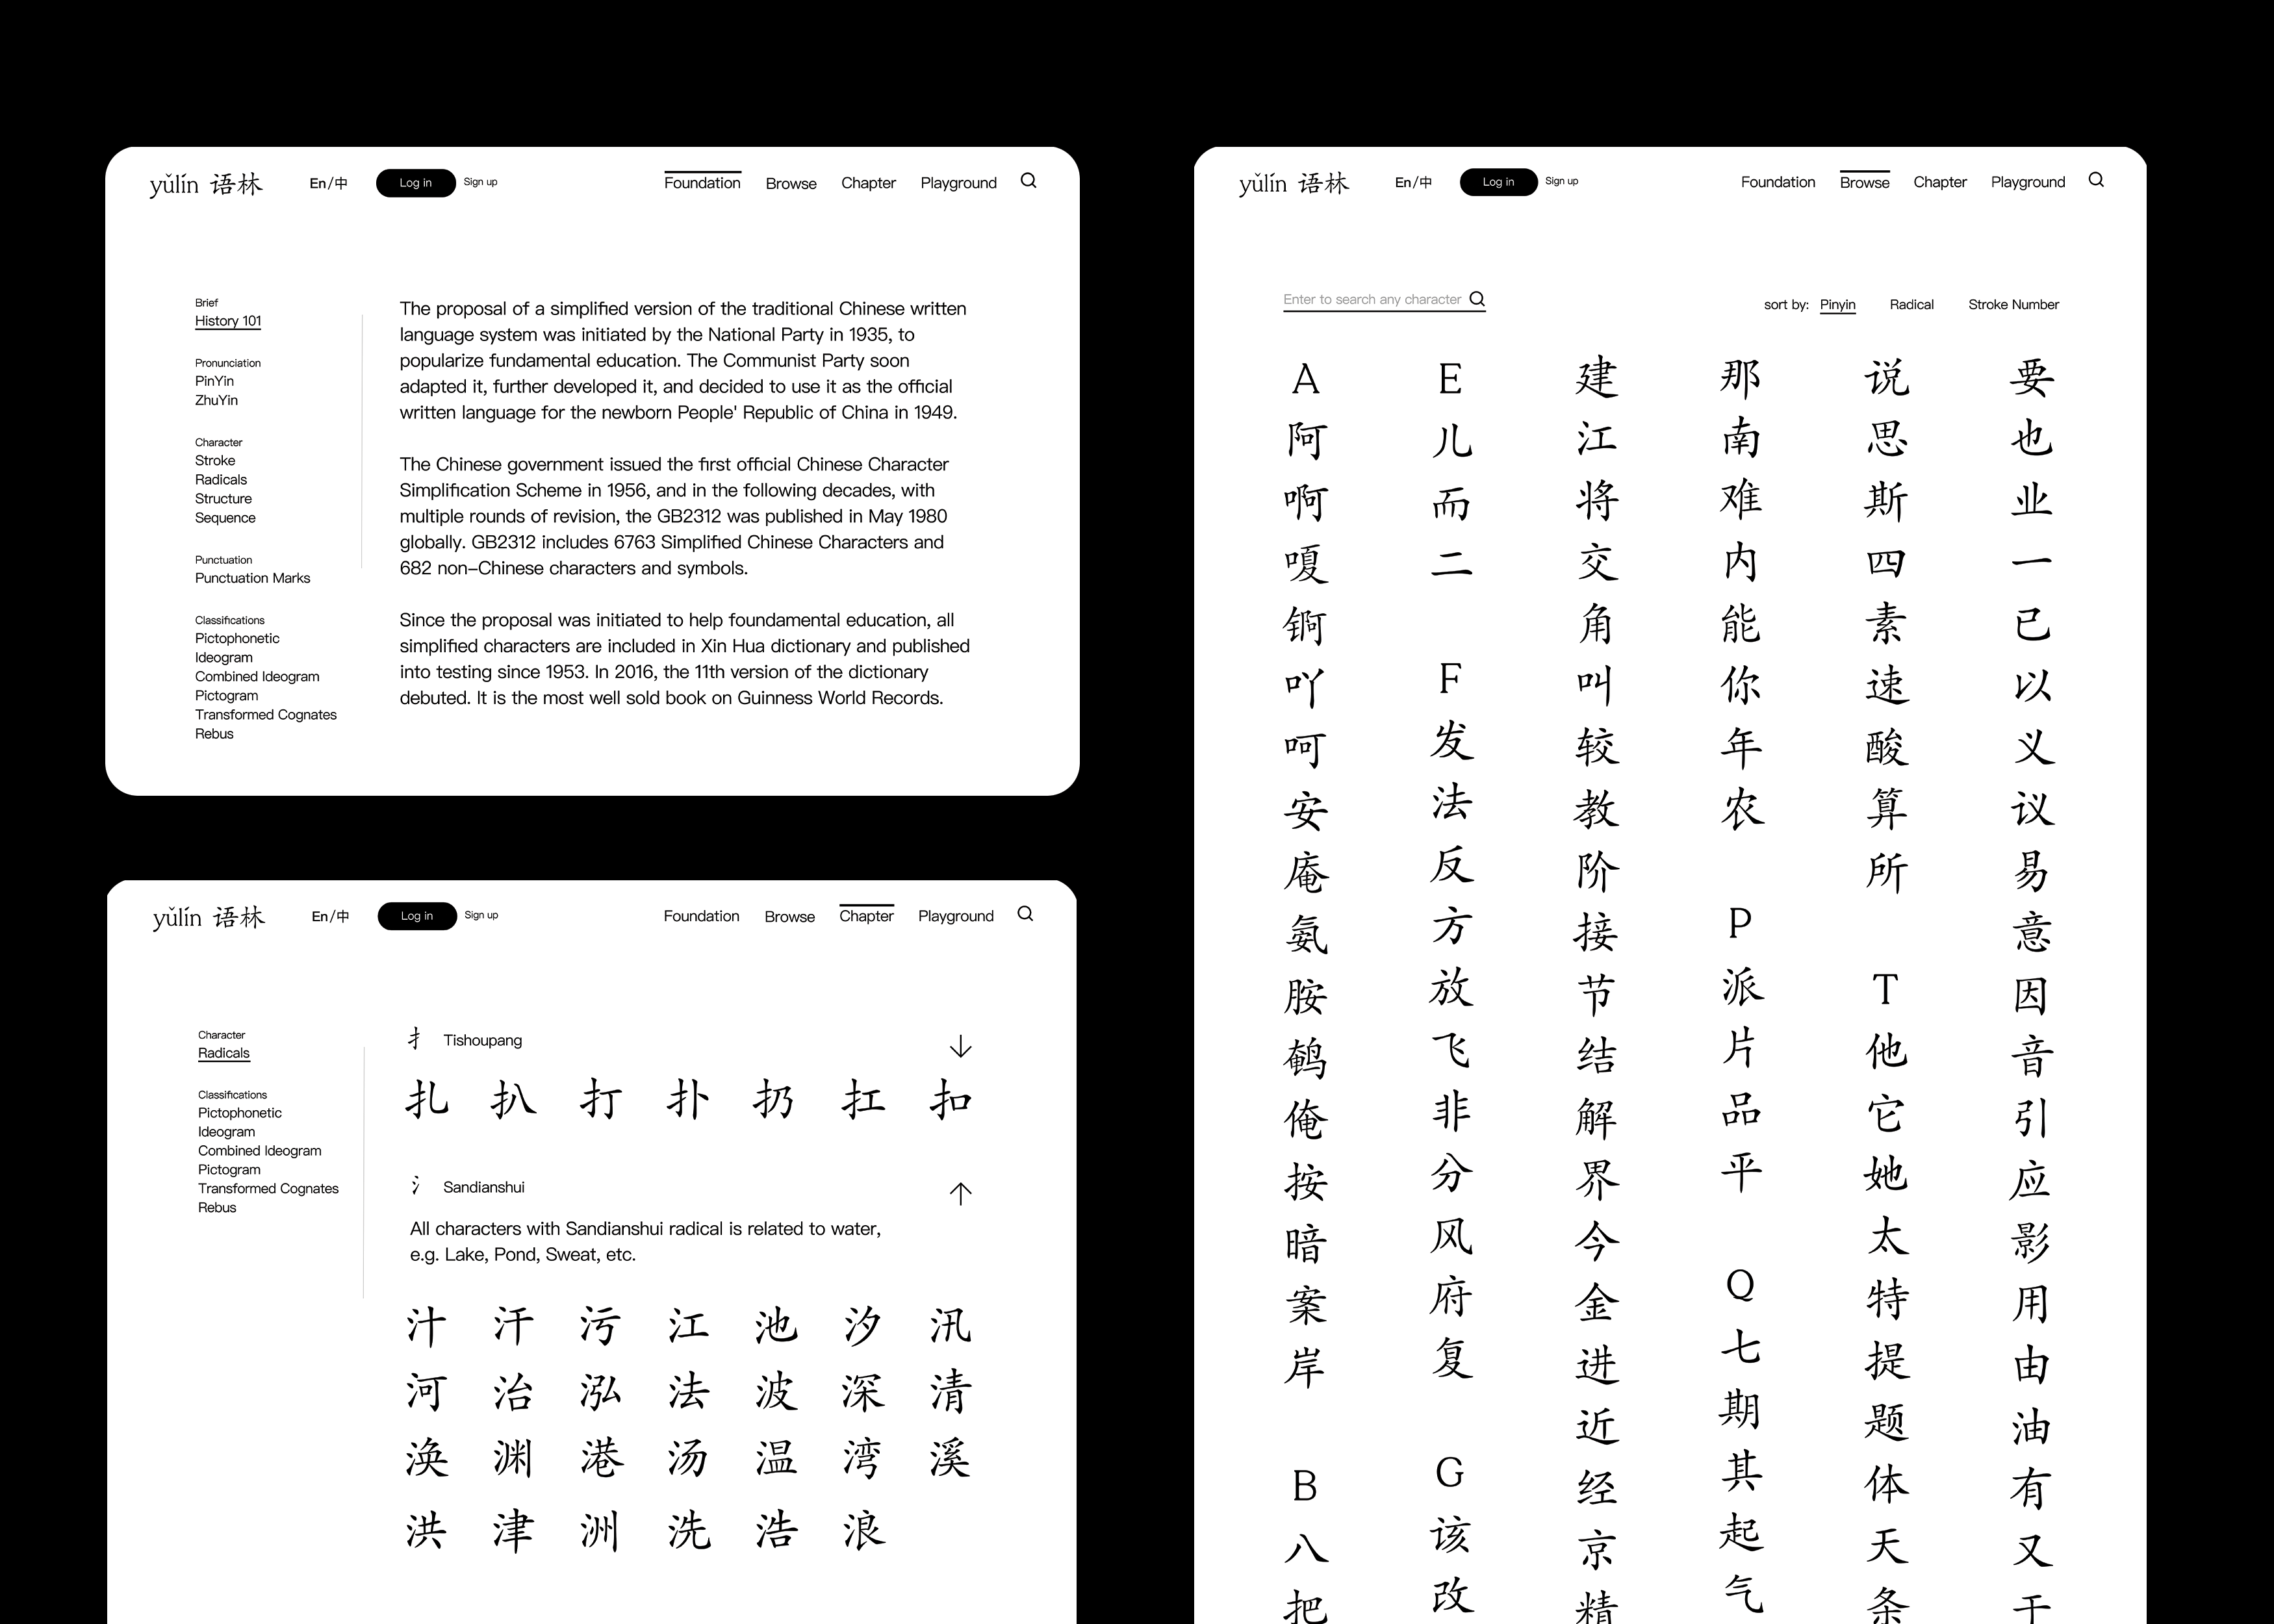 yǔlín 语林
En/中
Log in
Sign up
Foundation
Browse
Chapter
Playground
Brief
History 101
Pronunciation
PinYin
ZhuYin
Character
Stroke
Radicals
Structure
Sequence
Punctuation
Punctuation Marks
Classifications
Pictophonetic
Ideogram
Combined Ideogram
Pictogram
Transformed Cognates
Rebus
The proposal of a simplified version of the traditional Chinese written
language system was initiated by the National Party in 1935, to
popularize fundamental education. The Communist Party soon
adapted it, further developed it, and decided to use it as the official
written language for the newborn People' Republic of China in 1949.
The Chinese government issued the first official Chinese Character
Simplification Scheme in 1956, and in the following decades, with
multiple rounds of revision, the GB2312 was published in May 1980
globally. GB2312 includes 6763 Simplified Chinese Characters and
682 non–Chinese characters and symbols.
Since the proposal was initiated to help foundamental education, all
simplified characters are included in Xin Hua dictionary and published
into testing since 1953. In 2016, the 11th version of the dictionary
debuted. It is the most well sold book on Guinness World Records.
yǔlín 语林
En/中
Log in
Sign up
Foundation
Browse
Chapter
Playground
Character
Radicals
Classifications
Pictophonetic
Ideogram
Combined Ideogram
Pictogram
Transformed Cognates
Rebus
扌 Tishoupang
扎 扒 打 扑 扔 扛 扣
氵 Sandianshui
All characters with Sandianshui radical is related to water,
e.g. Lake, Pond, Sweat, etc.
汁 汗 污 江 池 汐 汛
河 治 泓 法 波 深 清
涣 渊 港 汤 温 湾 溪
洪 津 洲 洗 浩 浪
yǔlín 语林
En/中
Log in
Sign up
Foundation
Browse
Chapter
Playground
Enter to search any character
sort by: Pinyin Radical Stroke Number
A
阿
啊
嗄
锕
吖
呵
安
庵
氨
胺
鹌
俺
按
暗
案
岸
B
八
把
E
儿
而
二
F
发
法
反
方
放
飞
非
分
风
府
复
G
该
改
建
江
将
交
角
叫
较
教
阶
接
节
结
解
界
今
金
进
近
经
京
精
那
南
难
内
能
你
年
农
P
派
片
品
平
Q
七
期
其
起
气
说
思
斯
四
素
速
酸
算
所
T
他
它
她
太
特
提
题
体
天
条
要
也
业
一
已
以
义
议
易
意
因
音
引
应
影
用
由
油
有
又
于